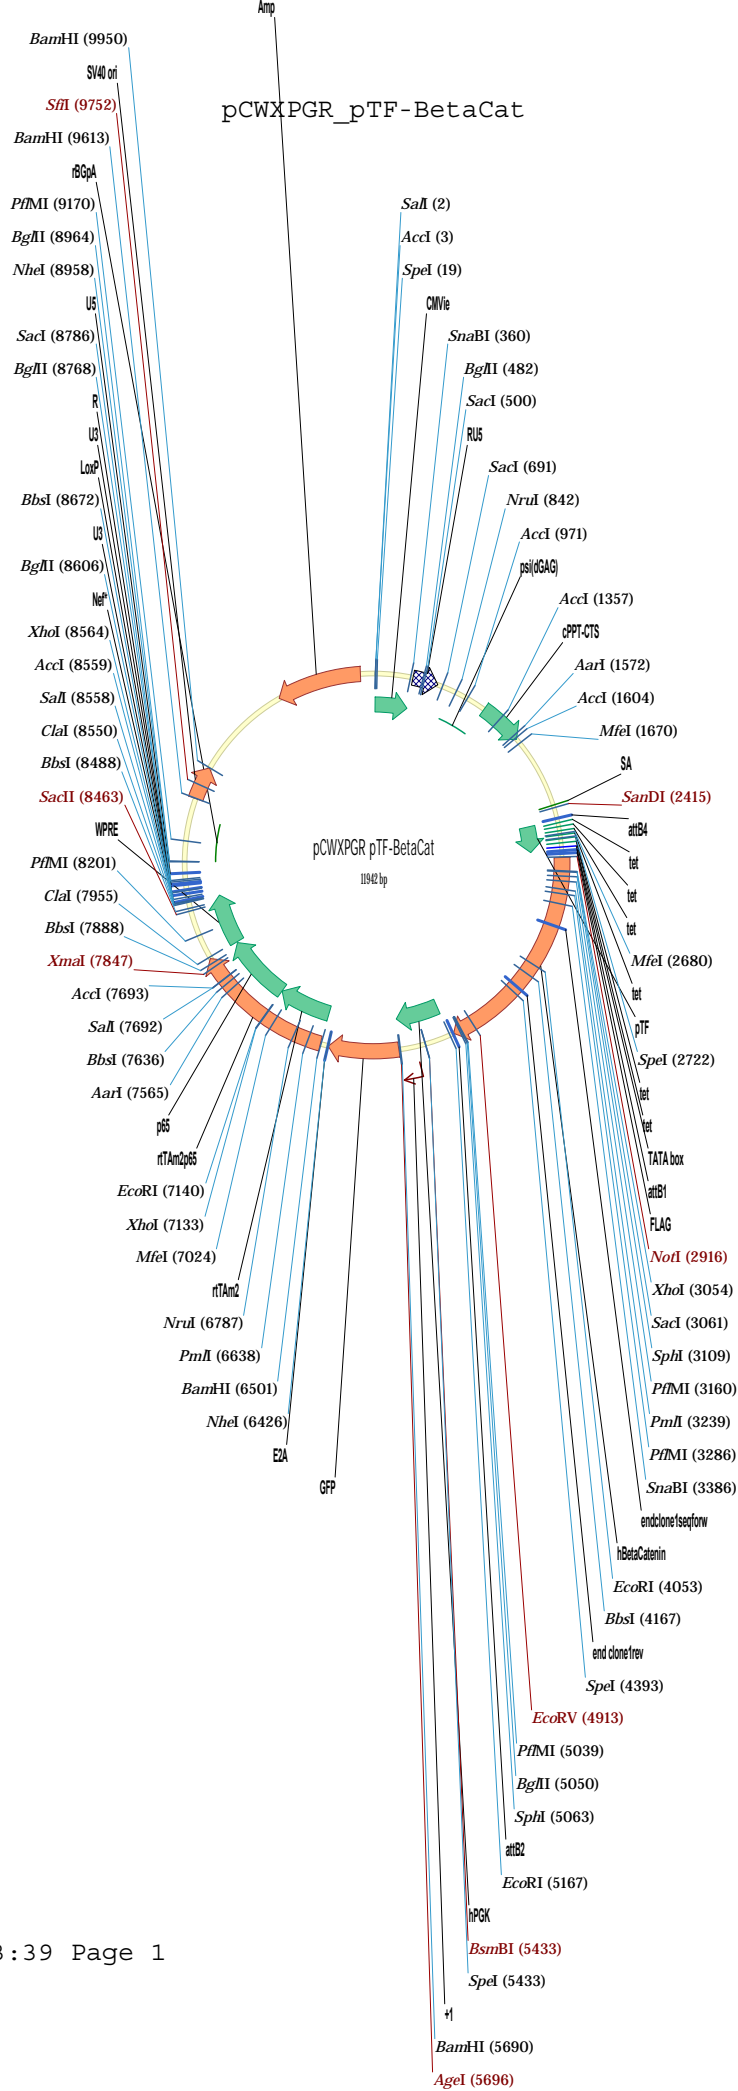 Amp
BamHI (9950)
SV40 ori
SfiI (9752)
pCWXPGR_pTF-BetaCat
BamHI (9613)
rBGpA
PflMI (9170)
BglII (8964)
NheI (8958)
U5
SacI (8786)
BglII (8768)
R
U3
LoxP
BbsI (8672)
U3
BglII (8606)
Nef*
XhoI (8564)
AccI (8559)
SalI (8558)
ClaI (8550)
BbsI (8488)
SacII (8463)
WPRE
PflMI (8201)
ClaI (7955)
BbsI (7888)
XmaI (7847)
AccI (7693)
SalI (7692)
BbsI (7636)
AarI (7565)
p65
rtTAm2p65
EcoRI (7140)
XhoI (7133)
MfeI (7024)
rtTAm2
NruI (6787)
PmlI (6638)
BamHI (6501)
NheI (6426)
E2A
GFP
SalI (2)
AccI (3)
SpeI (19)
CMVie
SnaBI (360)
BglII (482)
SacI (500)
RU5
SacI (691)
NruI (842)
AccI (971)
psi(dGAG)
AccI (1357)
cPPT-CTS
AarI (1572)
AccI (1604)
MfeI (1670)
SA
SanDI (2415)
attB4
tet
tet
tet
MfeI (2680)
tet
pTF
SpeI (2722)
tet
tet
TATA box
attB1
FLAG
NotI (2916)
XhoI (3054)
SacI (3061)
SphI (3109)
PflMI (3160)
PmlI (3239)
PflMI (3286)
SnaBI (3386)
endclone1seqforw
hBetaCatenin
EcoRI (4053)
BbsI (4167)
end clone1rev
SpeI (4393)
EcoRV (4913)
PflMI (5039)
BglII (5050)
SphI (5063)
attB2
EcoRI (5167)
hPGK
BsmBI (5433)
SpeI (5433)
+1
BamHI (5690)
AgeI (5696)
pCWXPGR pTF-BetaCat
11942 bp
:39 Page 1